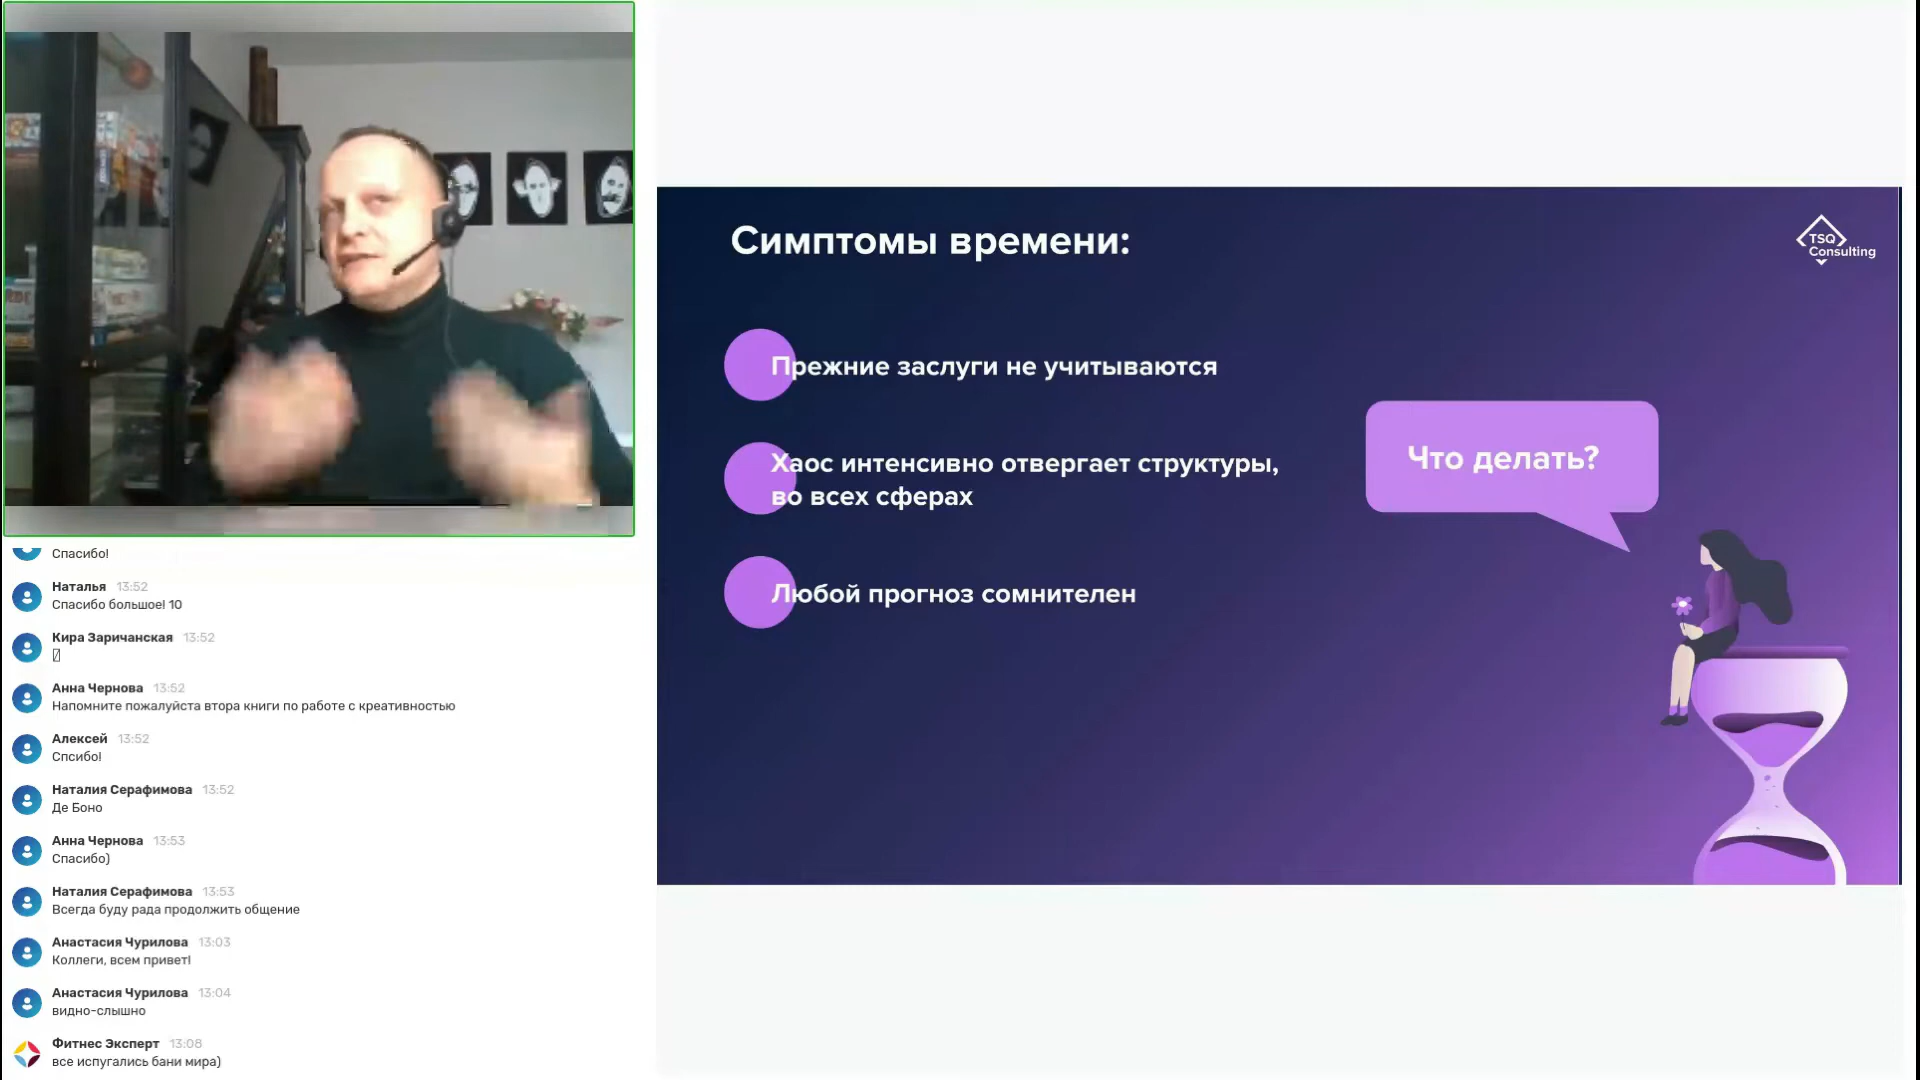 Спасибо!
Наталья 13:52
Спасибо большое! 10
Кира Заричанская 13:52
Анна Чернова 13:52
Напомните пожалуйста втора книги по работе с креативностью
Алексей 13:52
Спсибо!
Наталия Серафимова 13:52
Де Боно
Анна Чернова 13:53
Спасибо)
Наталия Серафимова 13:53
Всегда буду рада продолжить общение
Анастасия Чурилова 13:03
Коллеги, всем привет!
Анастасия Чурилова 13:04
видно-слышно
Фитнес Эксперт 13:08
все испугались бани мира)
Симптомы времени:
TSQ
Consulting
Прежние заслуги не учитываются
Хаос интенсивно отвергает структуры,
во всех сферах
Любой прогноз сомнителен
Что делать?